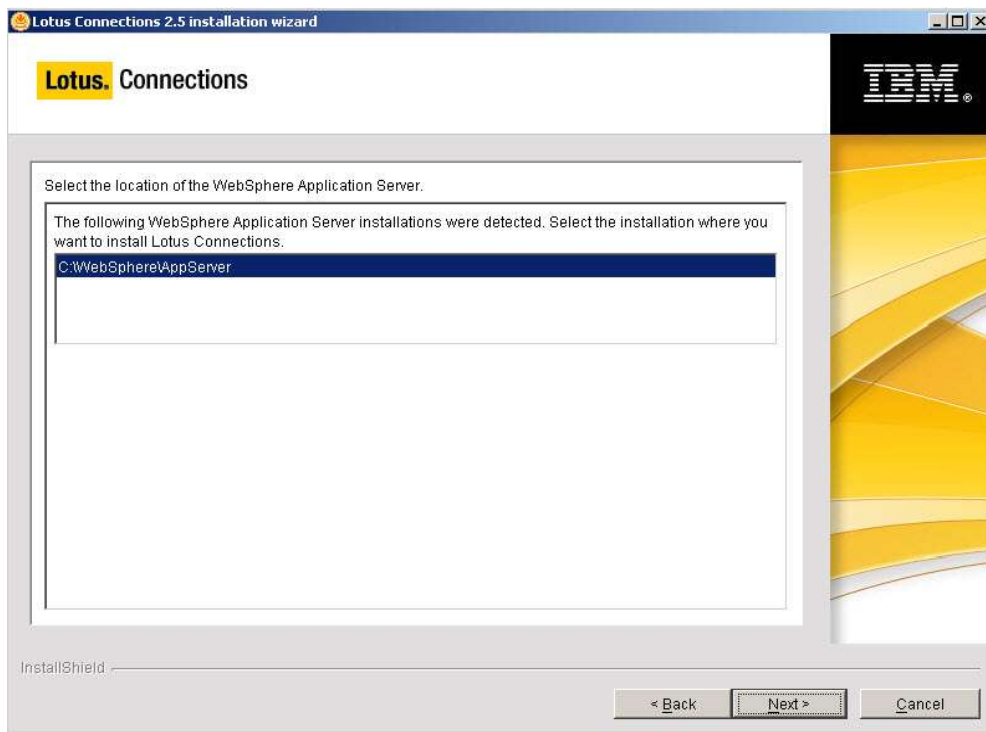 Lotus Connections 2.5 installation wizard
Lotus. Connections
IBM®
Select the location of the WebSphere Application Server.
The following WebSphere Application Server installations were detected. Select the installation where you
want to install Lotus Connections.
C:\WebSphere\AppServer
InstallShield
< Back
Next >
Cancel